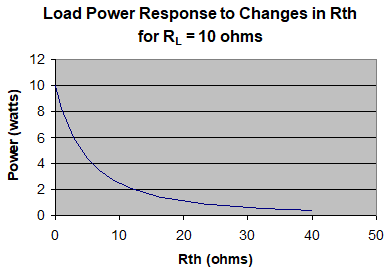 Load Power Response to Changes in Rth
for RL = 10 ohms
12
10
8
6
4
2
0
Power (watts)
0 10 20 30 40 50
Rth (ohms)